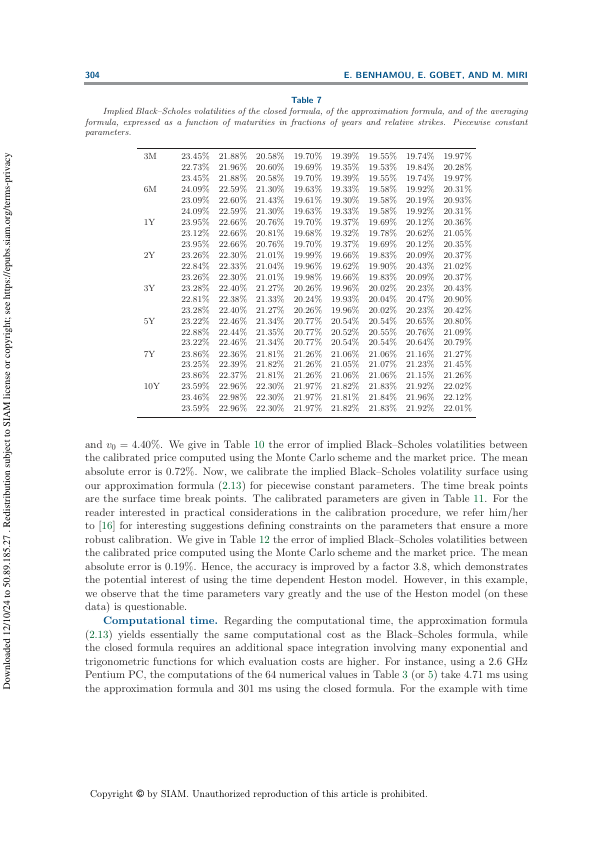 304
E. BENHAMOU, E. GOBET, AND M. MIRI
Table 7
Implied Black–Scholes volatilities of the closed formula, of the approximation formula, and of the averaging
formula, expressed as a function of maturities in fractions of years and relative strikes. Piecewise constant
parameters.
3M 23.45% 21.88% 20.58% 19.70% 19.39% 19.55% 19.74% 19.97%
22.73% 21.96% 20.60% 19.69% 19.35% 19.53% 19.84% 20.28%
23.45% 21.88% 20.58% 19.70% 19.39% 19.55% 19.74% 19.97%
6M 24.09% 22.59% 21.30% 19.63% 19.33% 19.58% 19.92% 20.31%
23.09% 22.60% 21.43% 19.61% 19.30% 19.58% 20.19% 20.93%
24.09% 22.59% 21.30% 19.63% 19.33% 19.58% 19.92% 20.31%
1Y 23.95% 22.66% 20.76% 19.70% 19.37% 19.69% 20.12% 20.36%
23.12% 22.66% 20.81% 19.68% 19.32% 19.78% 20.62% 21.05%
23.95% 22.66% 20.76% 19.70% 19.37% 19.69% 20.12% 20.35%
2Y 23.26% 22.30% 21.01% 19.99% 19.66% 19.83% 20.09% 20.37%
22.84% 22.33% 21.04% 19.96% 19.62% 19.90% 20.43% 21.02%
23.26% 22.30% 21.01% 19.98% 19.66% 19.83% 20.09% 20.37%
3Y 23.28% 22.40% 21.27% 20.26% 19.96% 20.02% 20.23% 20.43%
22.81% 22.38% 21.33% 20.24% 19.93% 20.04% 20.47% 20.90%
23.28% 22.40% 21.27% 20.26% 19.96% 20.02% 20.23% 20.42%
5Y 23.22% 22.46% 21.34% 20.77% 20.54% 20.54% 20.65% 20.80%
22.88% 22.44% 21.35% 20.77% 20.52% 20.55% 20.76% 21.09%
23.22% 22.46% 21.34% 20.77% 20.54% 20.54% 20.64% 20.79%
7Y 23.86% 22.36% 21.81% 21.26% 21.06% 21.06% 21.16% 21.27%
23.25% 22.39% 21.82% 21.26% 21.05% 21.07% 21.23% 21.45%
23.86% 22.37% 21.81% 21.26% 21.06% 21.06% 21.15% 21.26%
10Y 23.59% 22.96% 22.30% 21.97% 21.82% 21.83% 21.92% 22.02%
23.46% 22.98% 22.30% 21.97% 21.81% 21.84% 21.96% 22.12%
23.59% 22.96% 22.30% 21.97% 21.82% 21.83% 21.92% 22.01%
and v₀ = 4.40%. We give in Table 10 the error of implied Black–Scholes volatilities between
the calibrated price computed using the Monte Carlo scheme and the market price. The mean
absolute error is 0.72%. Now, we calibrate the implied Black–Scholes volatility surface using
our approximation formula (2.13) for piecewise constant parameters. The time break points
are the surface time break points. The calibrated parameters are given in Table 11. For the
reader interested in practical considerations in the calibration procedure, we refer him/her
to [16] for interesting suggestions defining constraints on the parameters that ensure a more
robust calibration. We give in Table 12 the error of implied Black–Scholes volatilities between
the calibrated price computed using the Monte Carlo scheme and the market price. The mean
absolute error is 0.19%. Hence, the accuracy is improved by a factor 3.8, which demonstrates
the potential interest of using the time dependent Heston model. However, in this example,
we observe that the time parameters vary greatly and the use of the Heston model (on these
data) is questionable.
Computational time. Regarding the computational time, the approximation formula
(2.13) yields essentially the same computational cost as the Black–Scholes formula, while
the closed formula requires an additional space integration involving many exponential and
trigonometric functions for which evaluation costs are higher. For instance, using a 2.6 GHz
Pentium PC, the computations of the 64 numerical values in Table 3 (or 5) take 4.71 ms using
the approximation formula and 301 ms using the closed formula. For the example with time
Copyright © by SIAM. Unauthorized reproduction of this article is prohibited.
Downloaded 12/10/24 to 50.89.185.27 . Redistribution subject to SIAM license or copyright; see https://epubs.siam.org/terms-privacy